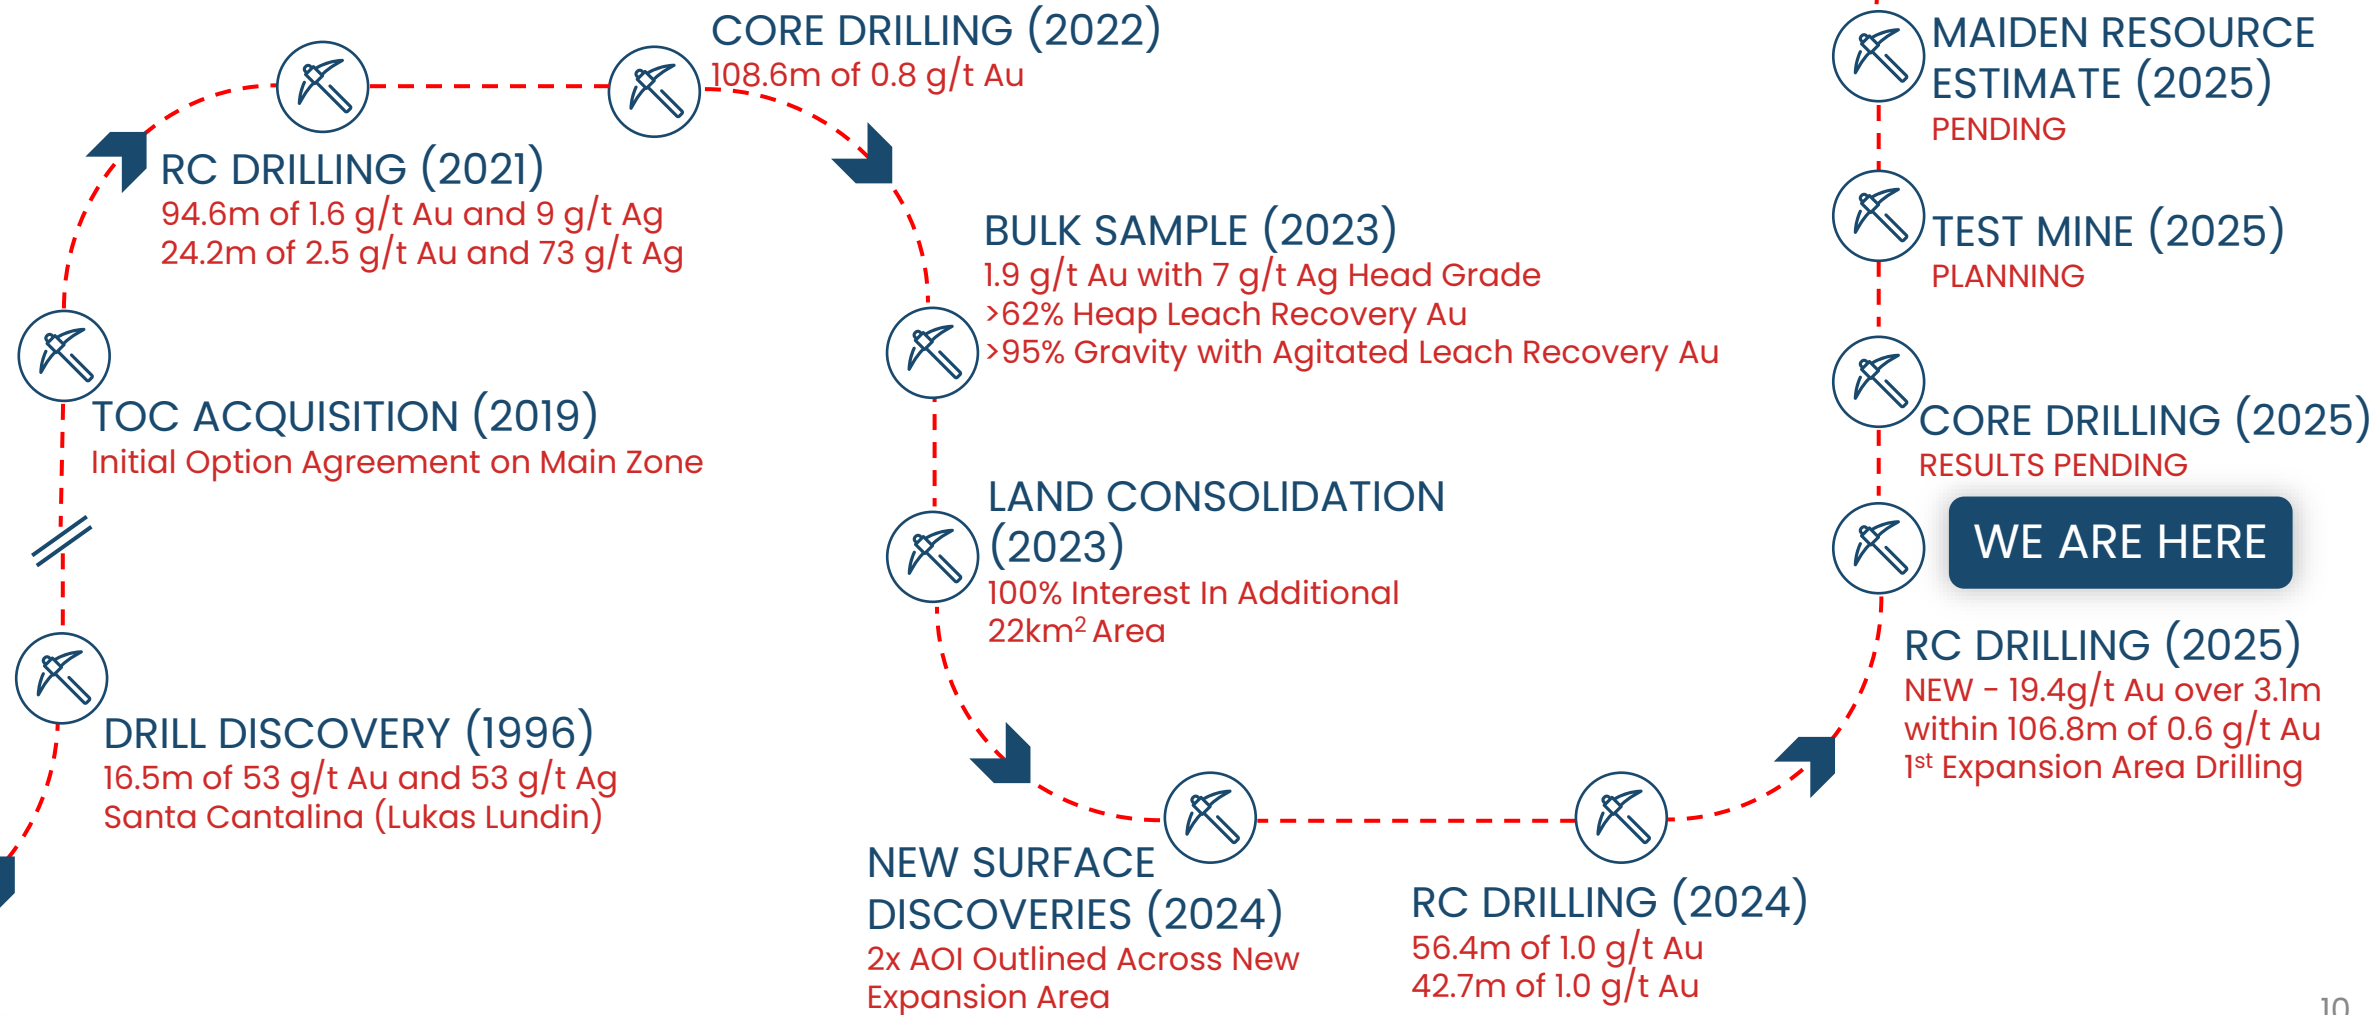 CORE DRILLING (2022)
108.6m of 0.8 g/t Au
RC DRILLING (2021)
94.6m of 1.6 g/t Au and 9 g/t Ag
24.2m of 2.5 g/t Au and 73 g/t Ag
TOC ACQUISITION (2019)
Initial Option Agreement on Main Zone
DRILL DISCOVERY (1996)
16.5m of 53 g/t Au and 53 g/t Ag
Santa Cantalina (Lukas Lundin)
BULK SAMPLE (2023)
1.9 g/t Au with 7 g/t Ag Head Grade
>62% Heap Leach Recovery Au
>95% Gravity with Agitated Leach Recovery Au
LAND CONSOLIDATION
(2023)
100% Interest In Additional
22km² Area
NEW SURFACE
DISCOVERIES (2024)
2x AOI Outlined Across New
Expansion Area
RC DRILLING (2024)
56.4m of 1.0 g/t Au
42.7m of 1.0 g/t Au
MAIDEN RESOURCE
ESTIMATE (2025)
PENDING
TEST MINE (2025)
PLANNING
CORE DRILLING (2025)
RESULTS PENDING
WE ARE HERE
RC DRILLING (2025)
NEW - 19.4g/t Au over 3.1m
within 106.8m of 0.6 g/t Au
1st Expansion Area Drilling
10